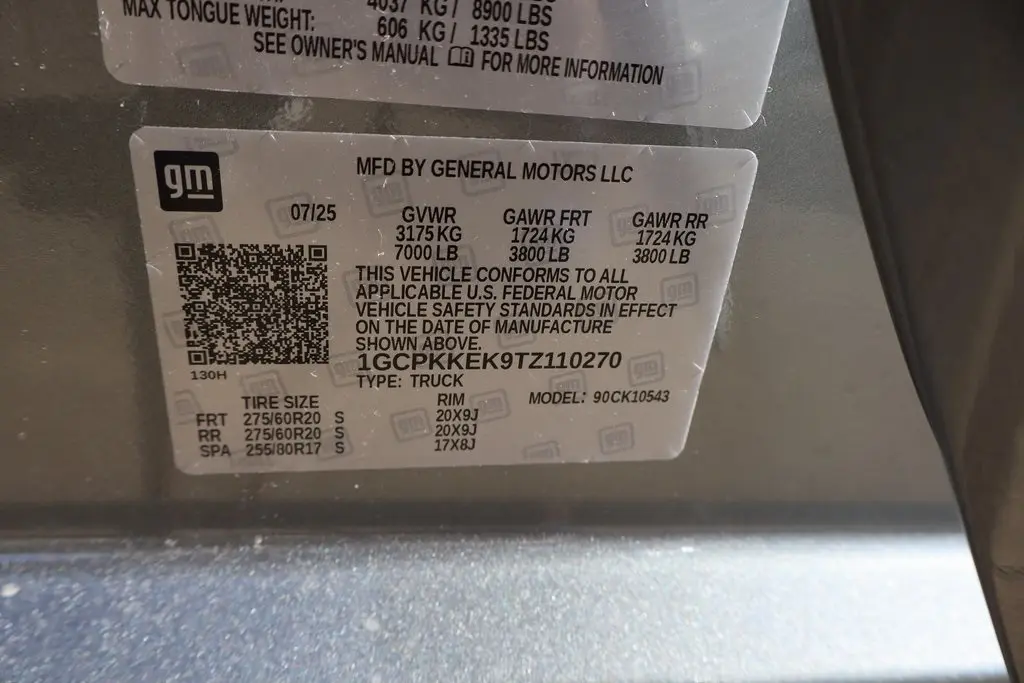 4037 KG / 8900 LBS
MAX TONGUE WEIGHT: 606 KG / 1335 LBS
SEE OWNER'S MANUAL FOR MORE INFORMATION
gm
MFD BY GENERAL MOTORS LLC
07/25 GVWR GAWR FRT GAWR RR
3175 KG 1724 KG 1724 KG
7000 LB 3800 LB 3800 LB
THIS VEHICLE CONFORMS TO ALL
APPLICABLE U.S. FEDERAL MOTOR
VEHICLE SAFETY STANDARDS IN EFFECT
ON THE DATE OF MANUFACTURE
SHOWN ABOVE.
1GCPKKEK9TZ110270
130H
TYPE: TRUCK
TIRE SIZE RIM MODEL: 90CK10543
FRT 275/60R20 S 20X9J
RR 275/60R20 S 20X9J
SPA 255/80R17 S 17X8J